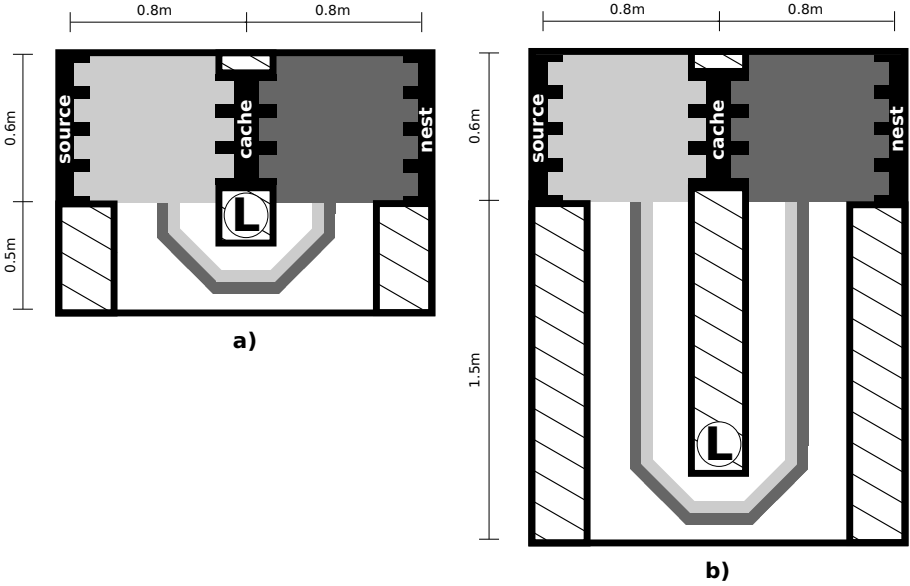 0.8m 0.8m
0.6m
source
cache
nest
L
0.5m
a)
0.8m 0.8m
0.6m
source
cache
nest
1.5m
L
b)